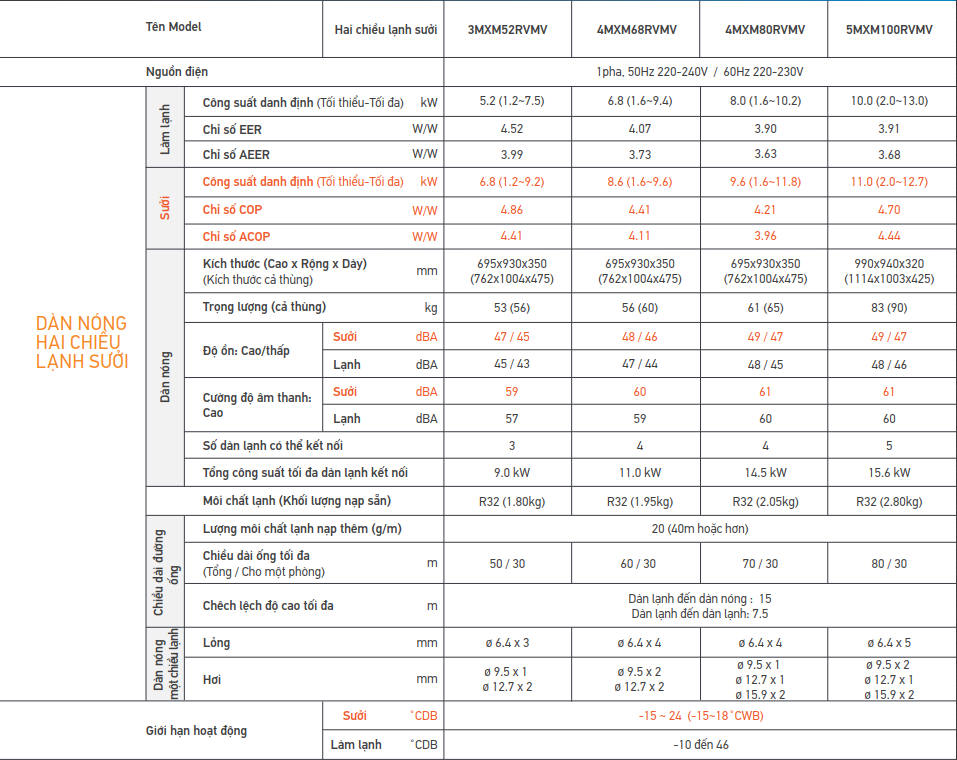 Tên Model Hai chiều lạnh sưởi 3MXM52RVMV 4MXM68RVMV 4MXM80RVMV 5MXM100RVMV
Nguồn điện 1pha, 50Hz 220-240V / 60Hz 220-230V
DÀN NÓNG
HAI CHIỀU
LẠNH SƯỞI
Làm lạnh
Công suất danh định (Tối thiểu-Tối đa) kW 5.2 (1.2~7.5) 6.8 (1.6~9.4) 8.0 (1.6~10.2) 10.0 (2.0~13.0)
Chỉ số EER W/W 4.52 4.07 3.90 3.91
Chỉ số AEER W/W 3.99 3.73 3.63 3.68
Sưởi
Công suất danh định (Tối thiểu-Tối đa) kW 6.8 (1.2~9.2) 8.6 (1.6~9.6) 9.6 (1.6~11.8) 11.0 (2.0~12.7)
Chỉ số COP W/W 4.86 4.41 4.21 4.70
Chỉ số ACOP W/W 4.41 4.11 3.96 4.44
Dàn nóng
Kích thước (Cao x Rộng x Dày) mm 695x930x350 695x930x350 695x930x350 990x940x320
(Kích thước cả thùng) (762x1004x475) (762x1004x475) (762x1004x475) (1114x1003x425)
Trọng lượng (cả thùng) kg 53 (56) 56 (60) 61 (65) 83 (90)
Độ ồn: Cao/thấp
Sưởi dBA 47 / 45 48 / 46 49 / 47 49 / 47
Lạnh dBA 45 / 43 47 / 44 48 / 45 48 / 46
Cường độ âm thanh:
Cao
Sưởi dBA 59 60 61 61
Lạnh dBA 57 59 60 60
Số dàn lạnh có thể kết nối 3 4 4 5
Tổng công suất tối đa dàn lạnh kết nối 9.0 kW 11.0 kW 14.5 kW 15.6 kW
Môi chất lạnh (Khối lượng nạp sẵn) R32 (1.80kg) R32 (1.95kg) R32 (2.05kg) R32 (2.80kg)
Chiều dài đường
ống
Lượng môi chất lạnh nạp thêm (g/m) 20 (40m hoặc hơn)
Chiều dài ống tối đa
(Tổng / Cho một phòng) m 50 / 30 60 / 30 70 / 30 80 / 30
Chêch lệch độ cao tối đa m Dàn lạnh đến dàn nóng : 15
Dàn lạnh đến dàn lạnh: 7.5
Dàn nóng
một chiều lạnh
Lỏng mm ø 6.4 x 3 ø 6.4 x 4 ø 6.4 x 4 ø 6.4 x 5
Hơi mm
ø 9.5 x 1 ø 9.5 x 2 ø 9.5 x 1 ø 9.5 x 2
ø 12.7 x 2 ø 12.7 x 2 ø 12.7 x 1 ø 12.7 x 1
ø 15.9 x 2 ø 15.9 x 2
Giới hạn hoạt động
Sưởi °CDB -15 ~ 24 (-15~18°CWB)
Làm lạnh °CDB -10 đến 46